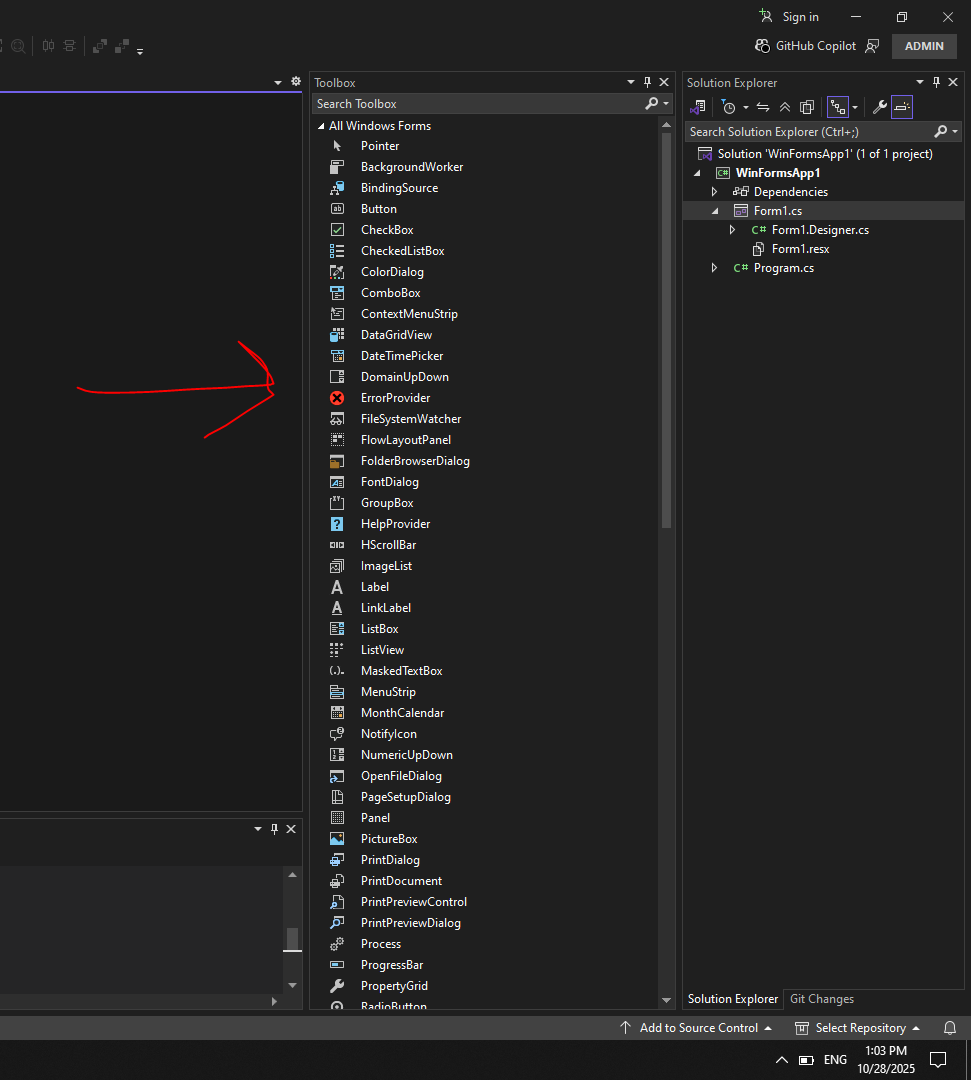 Sign in
GitHub Copilot
ADMIN
Toolbox
Search Toolbox
All Windows Forms
Pointer
BackgroundWorker
BindingSource
Button
CheckBox
CheckedListBox
ColorDialog
ComboBox
ContextMenuStrip
DataGridView
DateTimePicker
DomainUpDown
ErrorProvider
FileSystemWatcher
FlowLayoutPanel
FolderBrowserDialog
FontDialog
GroupBox
HelpProvider
HScrollBar
ImageList
Label
LinkLabel
ListBox
ListView
MaskedTextBox
MenuStrip
MonthCalendar
NotifyIcon
NumericUpDown
OpenFileDialog
PageSetupDialog
Panel
PictureBox
PrintDialog
PrintDocument
PrintPreviewControl
PrintPreviewDialog
Process
ProgressBar
PropertyGrid
RadioButton
Solution Explorer
Search Solution Explorer (Ctrl+;)
Solution 'WinFormsApp1' (1 of 1 project)
C# WinFormsApp1
Dependencies
Form1.cs
C# Form1.Designer.cs
Form1.resx
C# Program.cs
Solution Explorer
Git Changes
Add to Source Control
Select Repository
ENG
1:03 PM
10/28/2025